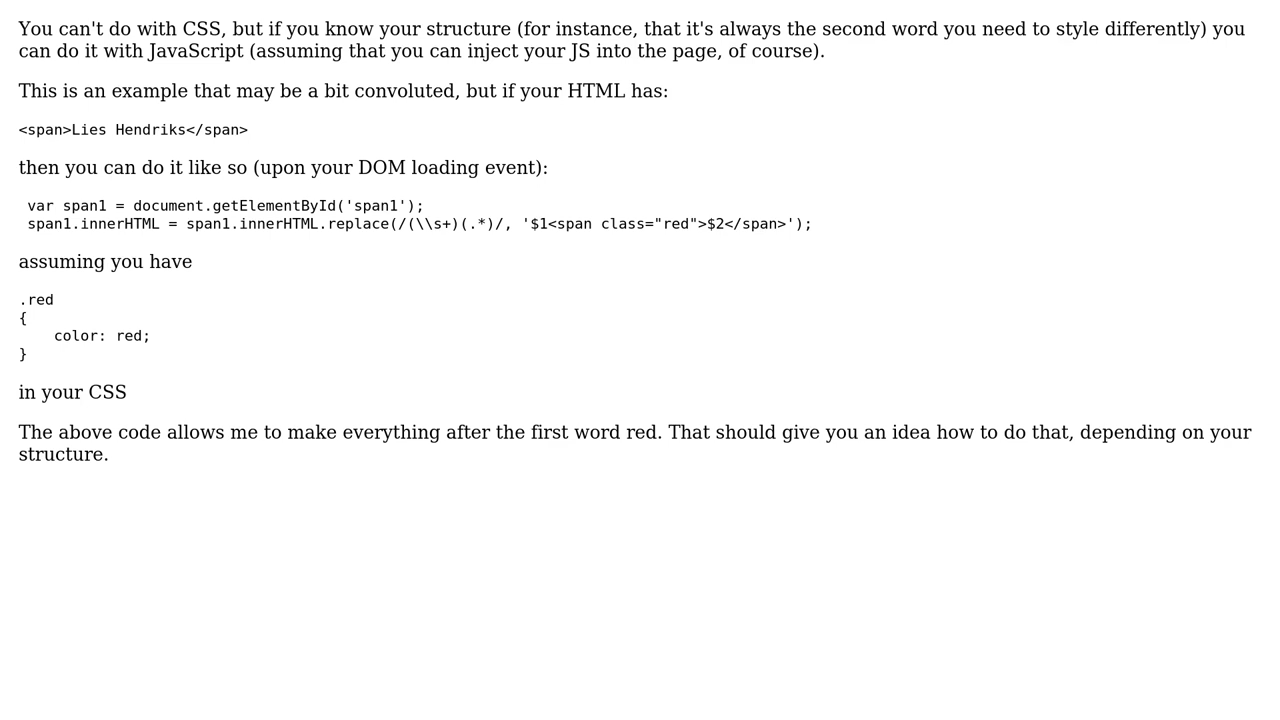 You can't do with CSS, but if you know your structure (for instance, that it's always the second word you need to style differently) you
can do it with JavaScript (assuming that you can inject your JS into the page, of course).
This is an example that may be a bit convoluted, but if your HTML has:
<span>Lies Hendriks</span>
then you can do it like so (upon your DOM loading event):
var span1 = document.getElementById('span1');
span1.innerHTML = span1.innerHTML.replace(/(\\s+)(.*)/, '$1<span class="red">$2</span>');
assuming you have
.red
{
    color: red;
}
in your CSS
The above code allows me to make everything after the first word red. That should give you an idea how to do that, depending on your
structure.